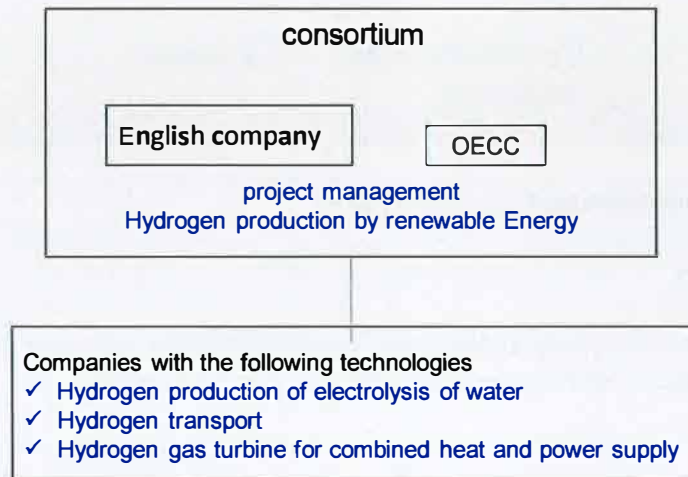 consortium
English company
OECC
project management
Hydrogen production by renewable Energy
Companies with the following technologies
✓ Hydrogen production of electrolysis of water
✓ Hydrogen transport
✓ Hydrogen gas turbine for combined heat and power supply